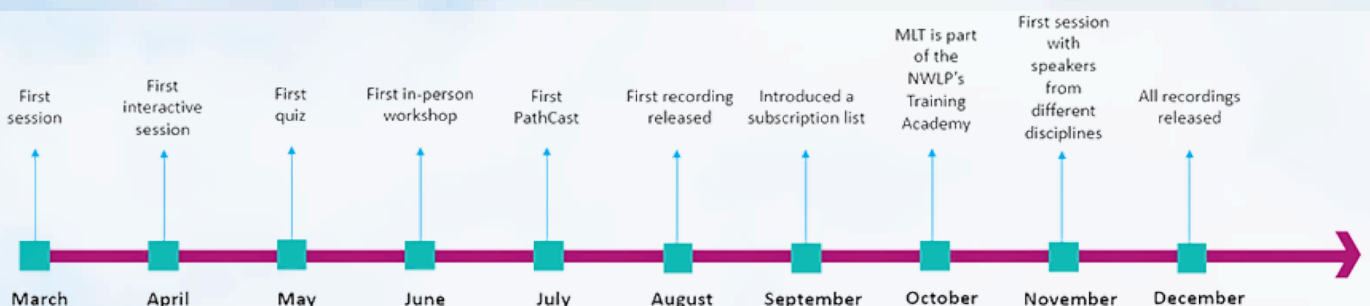 First
session
First
interactive
session
First
quiz
First in-person
workshop
First
PathCast
First recording
released
Introduced a
subscription list
MLT is part
of the
NWLP's
Training
Academy
First session
with
speakers
from
different
disciplines
All recordings
released
March
April
May
June
July
August
September
October
November
December